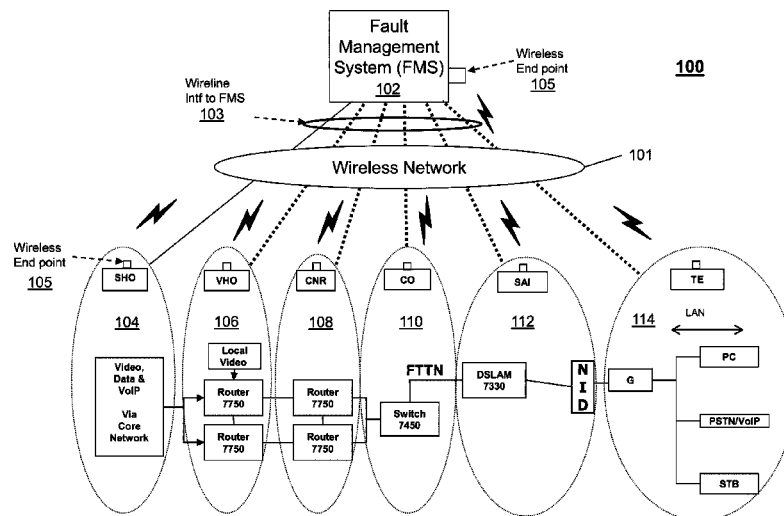 Fault
Management
System (FMS)
102
Wireless
End point
105
100
Wireline
Intf to FMS
103
Wireless Network
101
Wireless
End point
105
SHO
VHO
CNR
CO
SAI
TE
104
106
108
110
112
114
LAN
Video,
Data &
VoIP
Via
Core
Network
Local
Video
Router
7750
Router
7750
Router
7750
Router
7750
Switch
7450
FTTN
DSLAM
7330
N
I
D
G
PC
PSTN/VoIP
STB